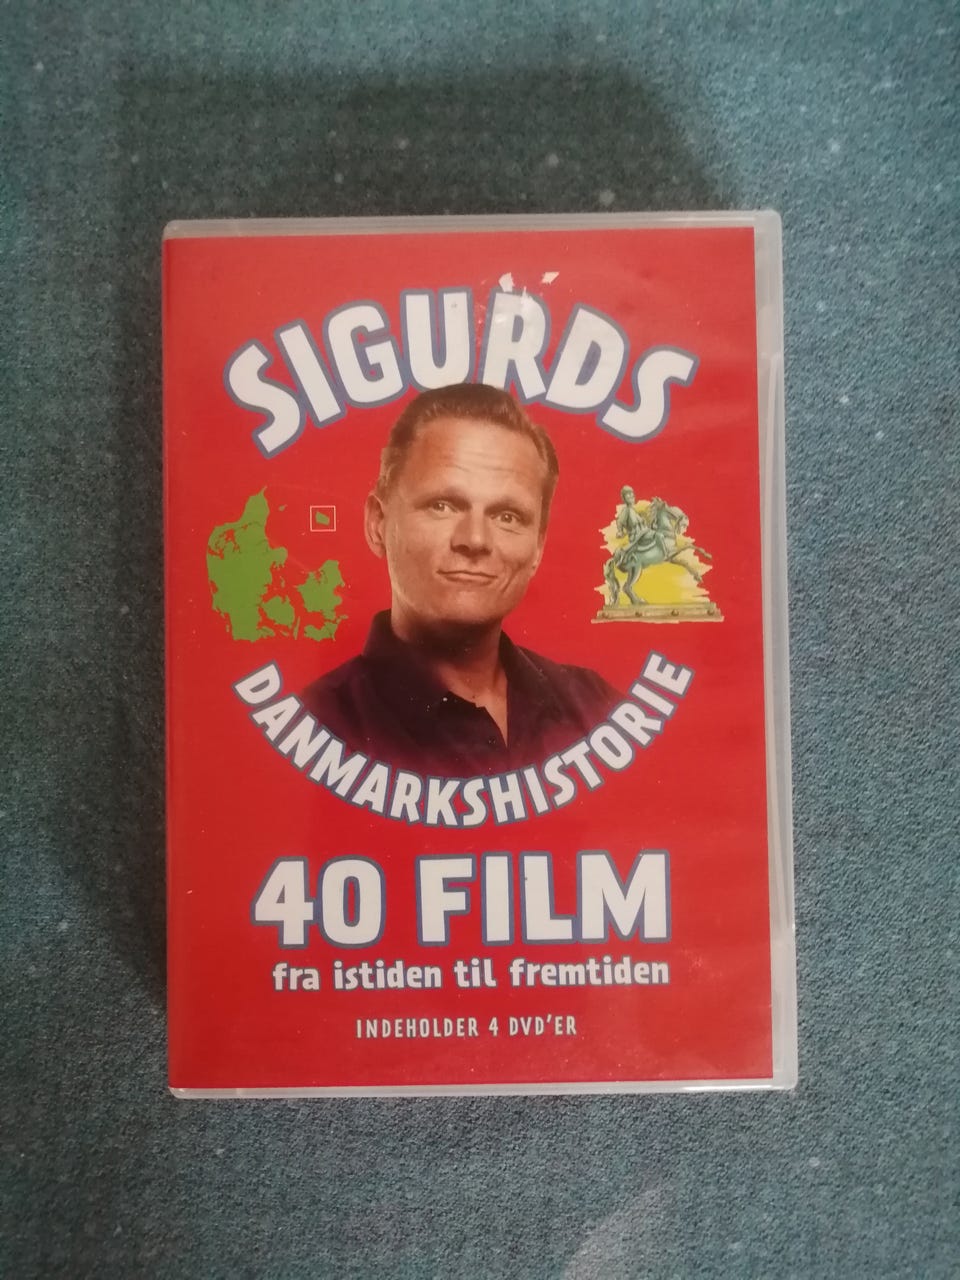 SIGURDS
DANMARKSHISTORIE
40 FILM
fra istiden til fremtiden
INDEHOLDER 4 DVD'ER